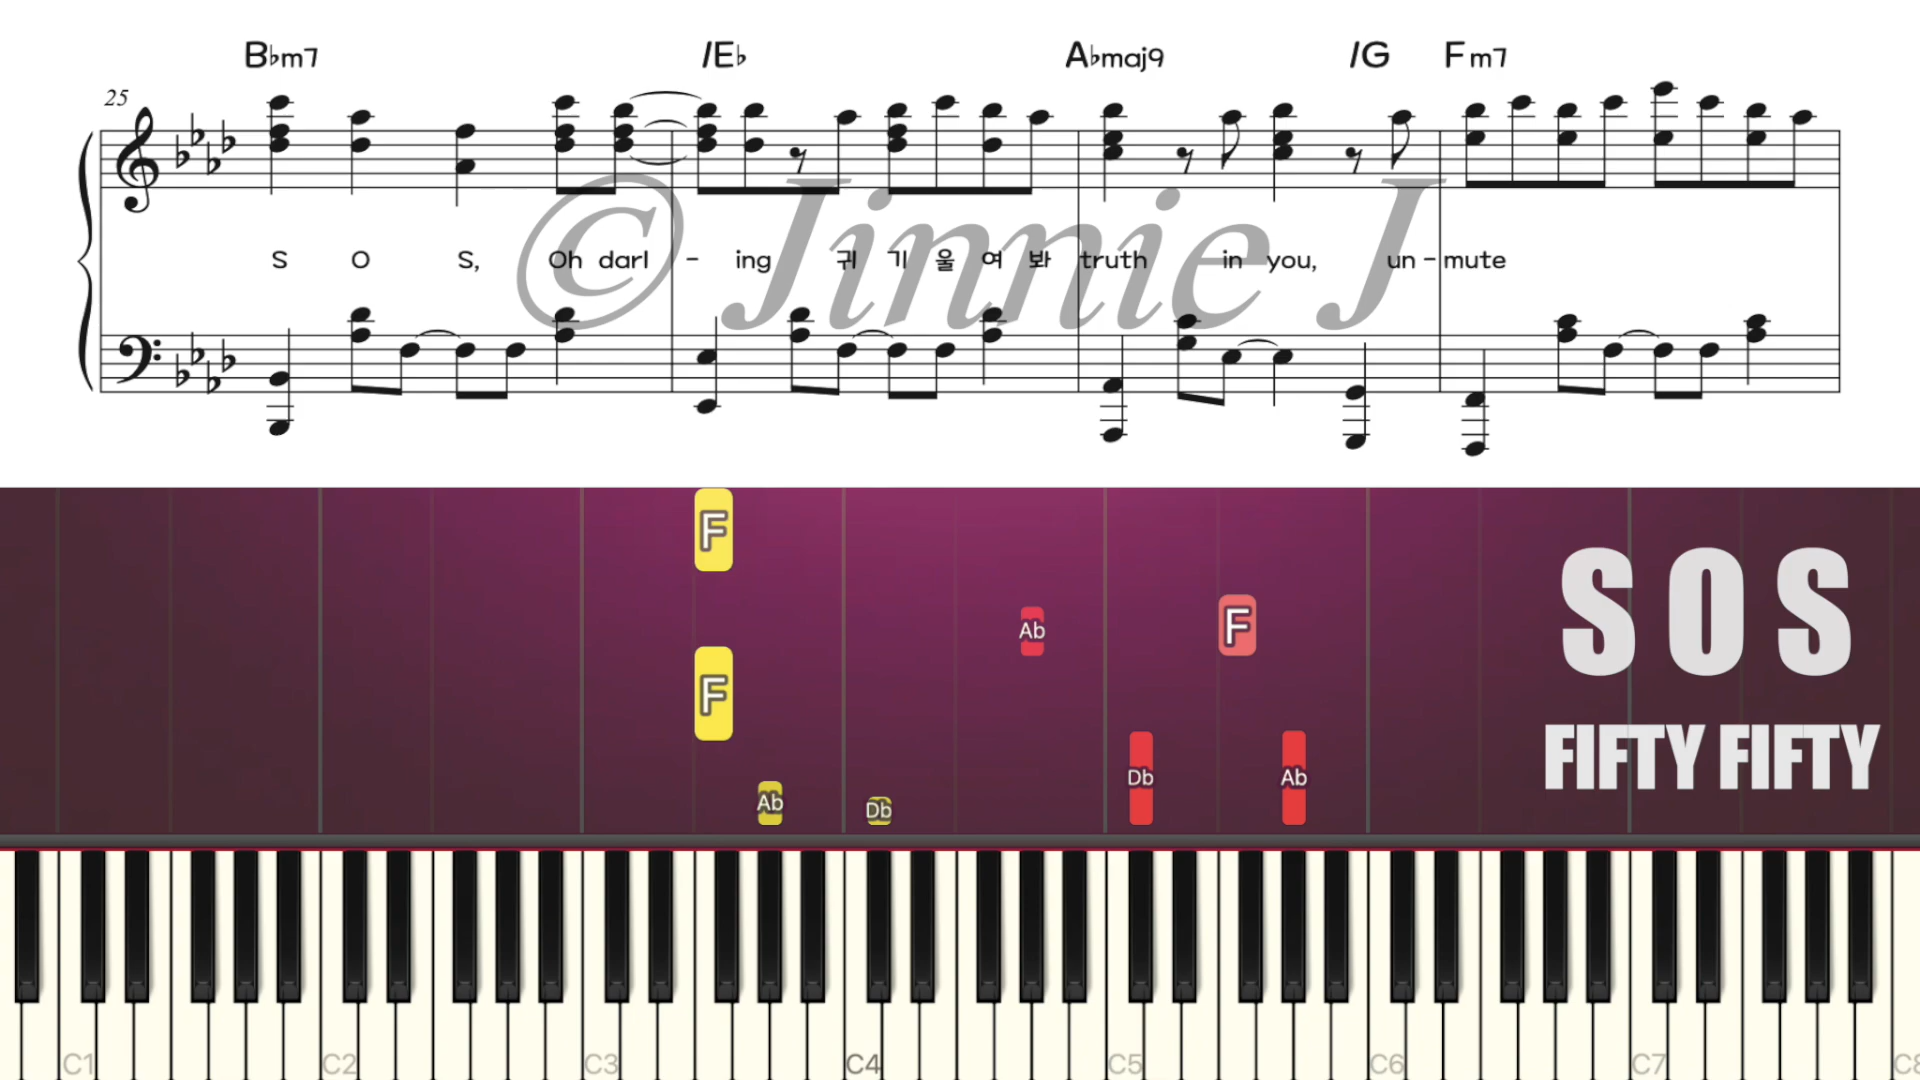 B♭m7 /E♭ A♭maj9 /G Fm7
25
S O S, Oh darl - ing 귀 기 울 여 봐 truth in you, un - mute
© Jinnie J
F
Ab F
F
Db Ab
Ab Db
S O S
FIFTY FIFTY
C1 C2 C3 C4 C5 C6 C7 C8